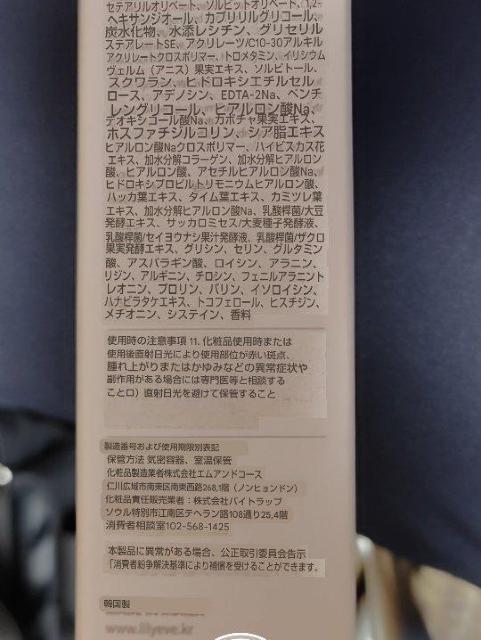 セテアリルオリベート、ソルビットオリベート、1,2-
ヘキサンジオール、カプリリルグリコール、
炭水化物、水添レシチン、グリセリル
ステアレートSE、アクリレーツ/C10-30アルキル
アクリレートクロスポリマー、トロメタミン、イリシウム
ヴェルム（アニス）果実エキス、ソルビトール、
スクワラン、ヒドロキシエチルセル
ロース、アデノシン、EDTA-2Na、ペンチ
レングリコール、ヒアルロン酸Na、
デオキシコール酸Na、カボチャ果実エキス、
ホスファチジルコリン、シア脂エキス
ヒアルロン酸Naクロスポリマー、ハイビスカス花
エキス、加水分解コラーゲン、加水分解ヒアルロン
酸、ヒアルロン酸、アセチルヒアルロン酸Na、
ヒドロキシプロピルトリモニウムヒアルロン酸、
ハッカ葉エキス、タイム葉エキス、カミツレ葉
エキス、加水分解ヒアルロン酸Na、乳酸桿菌/大豆
発酵エキス、サッカロミセス/大麦種子発酵液、
乳酸桿菌/セイヨウナシ果汁発酵液、乳酸桿菌/ザクロ
果実発酵エキス、グリシン、セリン、グルタミン
酸、アスパラギン酸、ロイシン、アラニン、
リジン、アルギニン、チロシン、フェニルアラニント
レオニン、プロリン、バリン、イソロイシン、
ハナビラタケエキス、トコフェロール、ヒスチジン、
メチオニン、システイン、香料
使用時の注意事項 11. 化粧品使用時または
使用後直射日光により使用部位が赤い斑点、
腫れ上がりまたはかゆみなどの異常症状や
副作用がある場合には専門医等と相談する
こと口）直射日光を避けて保管すること
製造番号および使用期限別表記
保管方法 気密容器、室温保管
化粧品製造業者株式会社エムアンドコース
仁川広域市南東区南東西路268,1階（ノンヒョンドン）
化粧品責任販売業者：株式会社バイトラップ
ソウル特別市江南区テヘラン路108通り25,4階
消費者相談室102-568-1425
本製品に異常がある場合、公正取引委員会告示
「消費者紛争解決基準により補償を受けることができます。
韓国製
www.lilyeve.kr